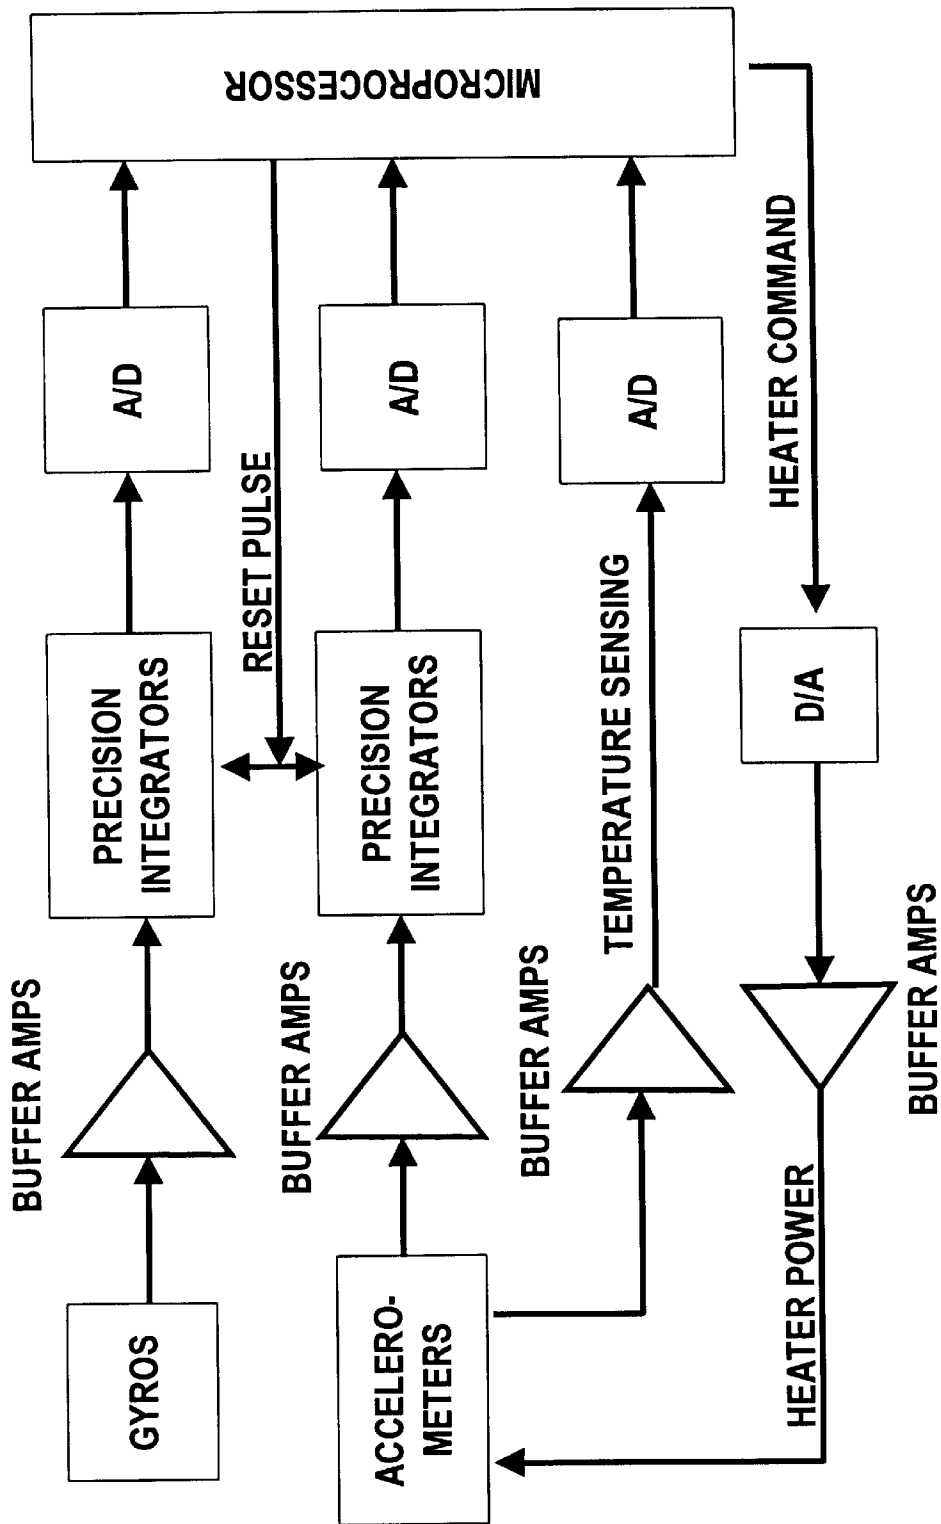 GYROS
BUFFER AMPS
PRECISION
INTEGRATORS
A/D
MICROPROCESSOR
RESET PULSE
ACCELERO-
METERS
BUFFER AMPS
PRECISION
INTEGRATORS
A/D
BUFFER AMPS
TEMPERATURE SENSING
A/D
HEATER POWER
BUFFER AMPS
D/A
HEATER COMMAND